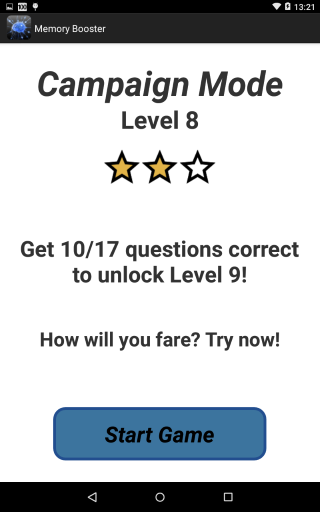 13:21
Memory Booster
Campaign Mode
Level 8
Get 10/17 questions correct
to unlock Level 9!
How will you fare? Try now!
Start Game